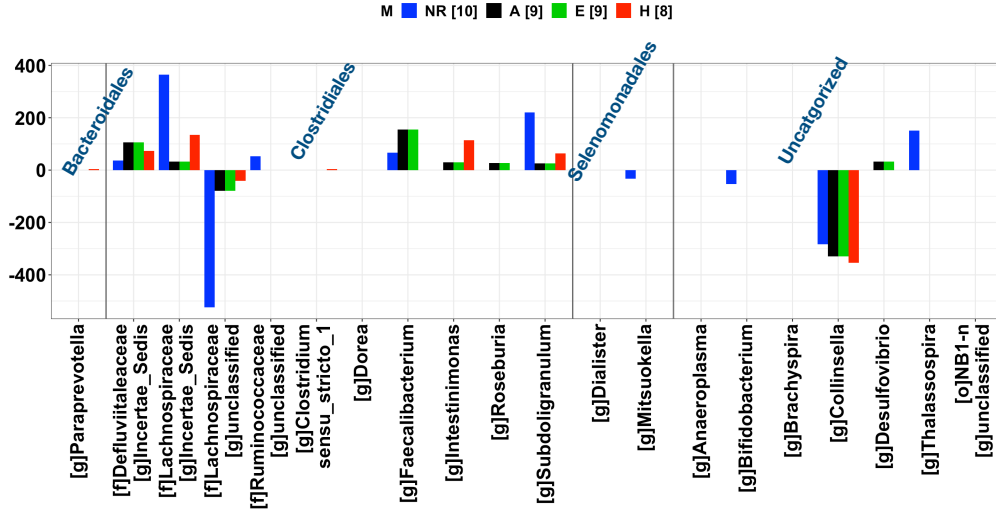 M NR [10] A [9] E [9] H [8]
400
200
0
-200
-400
Bacteroidales
Clostridiales
Selenomonadales
Uncatgorized
[g]Paraprevotella
[f]Defluviitaleaceae
[g]Incertae_Sedis
[f]Lachnospiraceae
[g]Incertae_Sedis
[f]Lachnospiraceae
[g]unclassified
[f]Ruminococcaceae
[g]unclassified
[g]Clostridium
sensu_stricto_1
[g]Dorea
[g]Faecalibacterium
[g]Intestinimonas
[g]Roseburia
[g]Subdoligranulum
[g]Dialister
[g]Mitsuokella
[g]Anaeroplasma
[g]Bifidobacterium
[g]Brachyspira
[g]Collinsella
[g]Desulfovibrio
[g]Thalassospira
[o]NB1-n
[g]unclassified